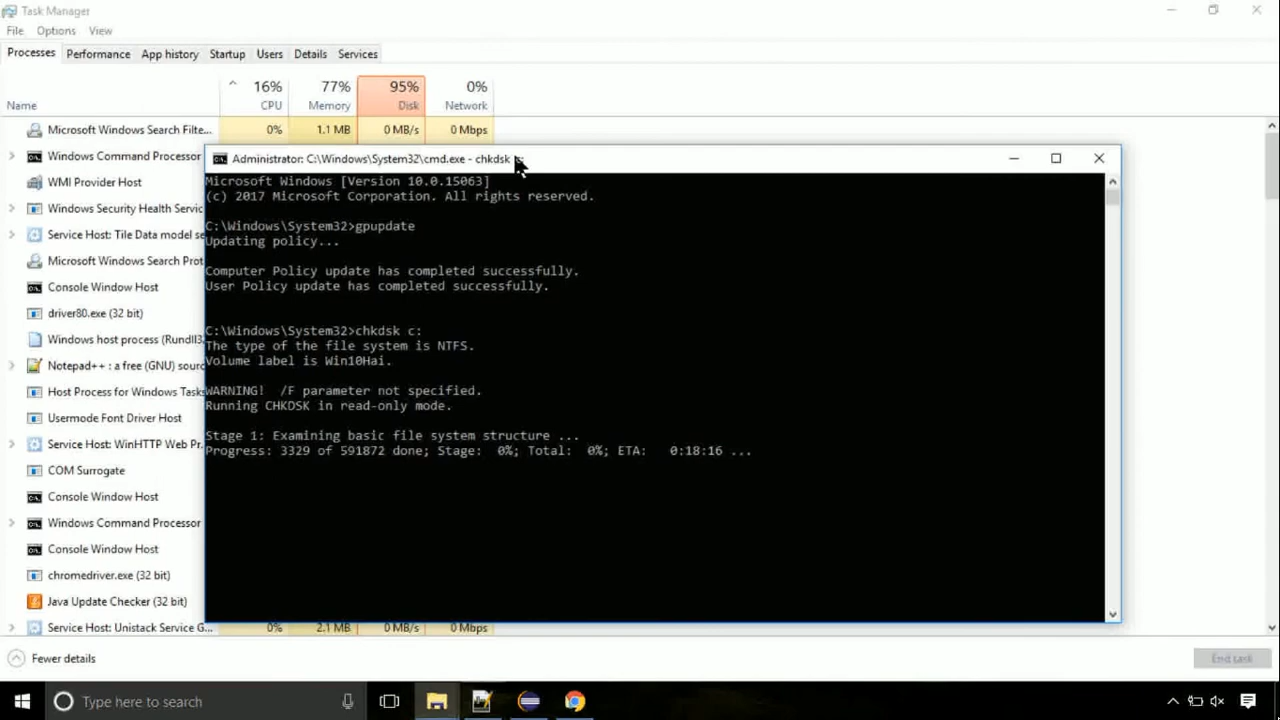 Task Manager
File Options View
Processes Performance App history Startup Users Details Services
16% 77% 95% 0%
Name CPU Memory Disk Network
Microsoft Windows Search Filte... 0% 1.1 MB 0 MB/s 0 Mbps
Windows Command Processor
WMI Provider Host
Windows Security Health Servic
Service Host: Tile Data model se
Microsoft Windows Search Prot
Console Window Host
driver80.exe (32 bit)
Windows host process (Rundll3
Notepad++ : a free (GNU) sourc
Host Process for Windows Task
Usermode Font Driver Host
Service Host: WinHTTP Web Pr
COM Surrogate
Console Window Host
Windows Command Processor
Console Window Host
chromedriver.exe (32 bit)
Java Update Checker (32 bit)
Service Host: Unistack Service G... 0% 2.1 MB 0 MB/s 0 Mbps
Administrator: C:\Windows\System32\cmd.exe - chkdsk
Microsoft Windows [Version 10.0.15063]
(c) 2017 Microsoft Corporation. All rights reserved.
C:\Windows\System32>gpupdate
Updating policy...
Computer Policy update has completed successfully.
User Policy update has completed successfully.
C:\Windows\System32>chkdsk c:
The type of the file system is NTFS.
Volume label is Win10Hai.
WARNING! /F parameter not specified.
Running CHKDSK in read-only mode.
Stage 1: Examining basic file system structure ...
Progress: 3329 of 591872 done; Stage: 0%; Total: 0%; ETA: 0:18:16 ...
Fewer details
End task
Type here to search